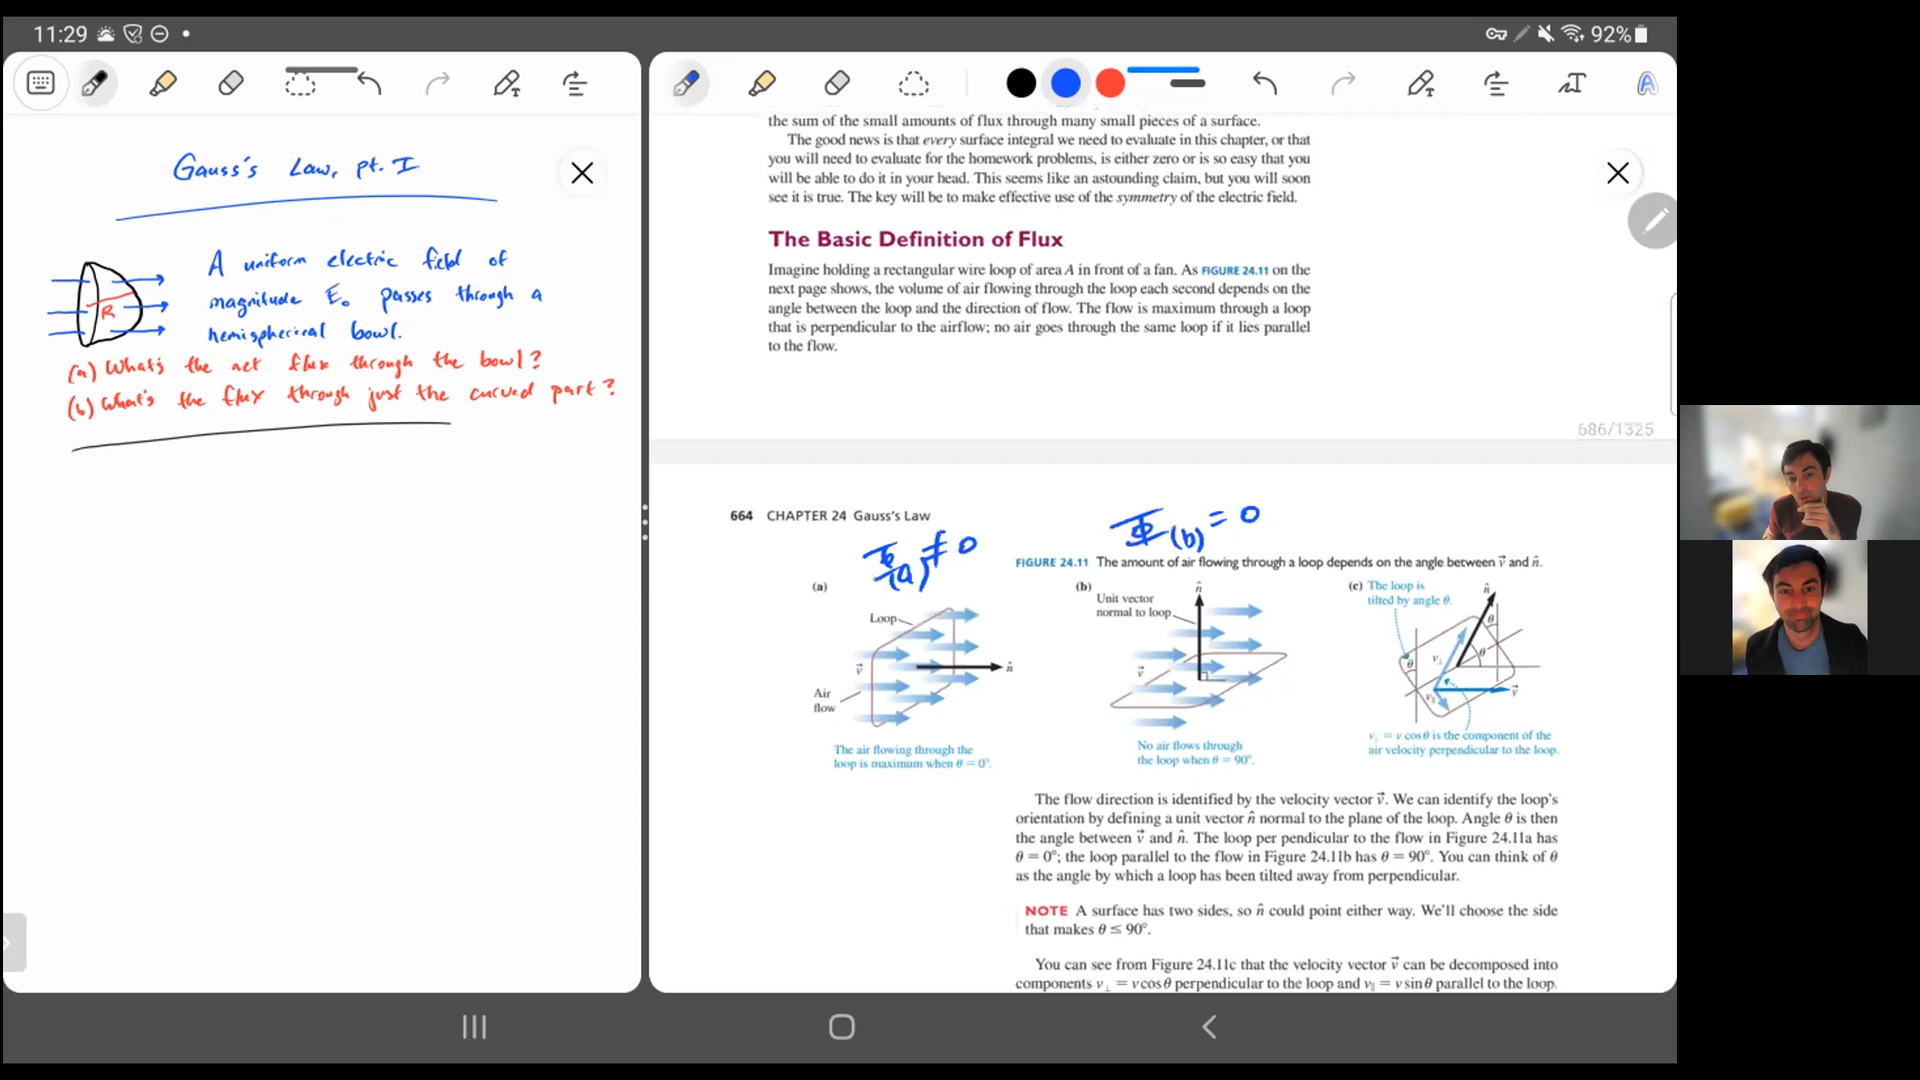 11:29
92%
Gauss's Law, pt. I
A uniform electric field of
magnitude E₀ passes through a
hemispherical bowl.
R
(a) What's the net flux through the bowl?
(b) What's the flux through just the curved part?
the sum of the small amounts of flux through many small pieces of a surface.
The good news is that every surface integral we need to evaluate in this chapter, or that
you will need to evaluate for the homework problems, is either zero or is so easy that you
will be able to do it in your head. This seems like an astounding claim, but you will soon
see it is true. The key will be to make effective use of the symmetry of the electric field.
The Basic Definition of Flux
Imagine holding a rectangular wire loop of area A in front of a fan. As FIGURE 24.11 on the
next page shows, the volume of air flowing through the loop each second depends on the
angle between the loop and the direction of flow. The flow is maximum through a loop
that is perpendicular to the airflow; no air goes through the same loop if it lies parallel
to the flow.
686/1325
664 CHAPTER 24 Gauss's Law
Φ(a) ≠ 0
Φ(b) = 0
FIGURE 24.11 The amount of air flowing through a loop depends on the angle between v⃗ and n̂.
(a)
Loop
v⃗
n̂
Air
flow
The air flowing through the
loop is maximum when θ = 0°.
(b)
Unit vector
normal to loop
n̂
v⃗
No air flows through
the loop when θ = 90°.
(c) The loop is
tilted by angle θ.
n̂
θ
θ
θ
v⊥
v∥
v⃗
v⊥ = v cos θ is the component of the
air velocity perpendicular to the loop.
The flow direction is identified by the velocity vector v⃗. We can identify the loop's
orientation by defining a unit vector n̂ normal to the plane of the loop. Angle θ is then
the angle between v⃗ and n̂. The loop per pendicular to the flow in Figure 24.11a has
θ = 0°; the loop parallel to the flow in Figure 24.11b has θ = 90°. You can think of θ
as the angle by which a loop has been tilted away from perpendicular.
NOTE A surface has two sides, so n̂ could point either way. We'll choose the side
that makes θ ≤ 90°.
You can see from Figure 24.11c that the velocity vector v⃗ can be decomposed into
components v⊥ = v cos θ perpendicular to the loop and v∥ = v sin θ parallel to the loop.